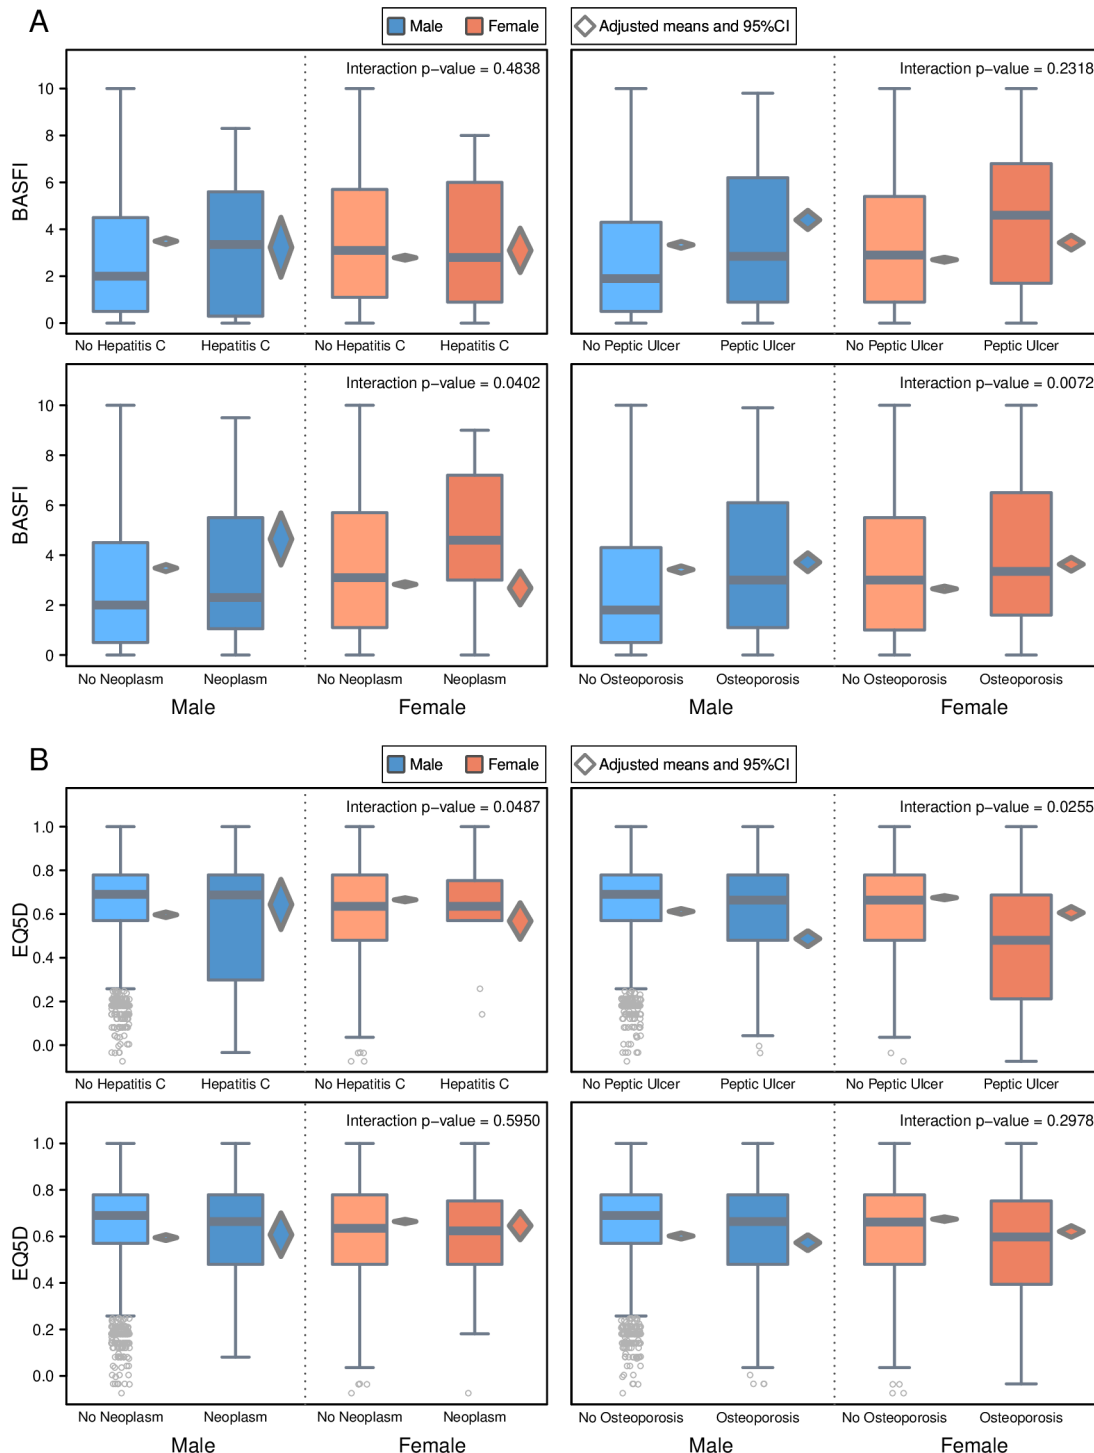 A
Male Female
Adjusted means and 95%CI
Interaction p−value = 0.4838
Interaction p−value = 0.2318
BASFI
10
8
6
4
2
0
No Hepatitis C Hepatitis C No Hepatitis C Hepatitis C
No Peptic Ulcer Peptic Ulcer No Peptic Ulcer Peptic Ulcer
Interaction p−value = 0.0402
Interaction p−value = 0.0072
BASFI
10
8
6
4
2
0
No Neoplasm Neoplasm No Neoplasm Neoplasm
No Osteoporosis Osteoporosis No Osteoporosis Osteoporosis
Male Female
Male Female
B
Male Female
Adjusted means and 95%CI
Interaction p−value = 0.0487
Interaction p−value = 0.0255
EQ5D
1.0
0.8
0.6
0.4
0.2
0.0
No Hepatitis C Hepatitis C No Hepatitis C Hepatitis C
No Peptic Ulcer Peptic Ulcer No Peptic Ulcer Peptic Ulcer
Interaction p−value = 0.5950
Interaction p−value = 0.2978
EQ5D
1.0
0.8
0.6
0.4
0.2
0.0
No Neoplasm Neoplasm No Neoplasm Neoplasm
No Osteoporosis Osteoporosis No Osteoporosis Osteoporosis
Male Female
Male Female